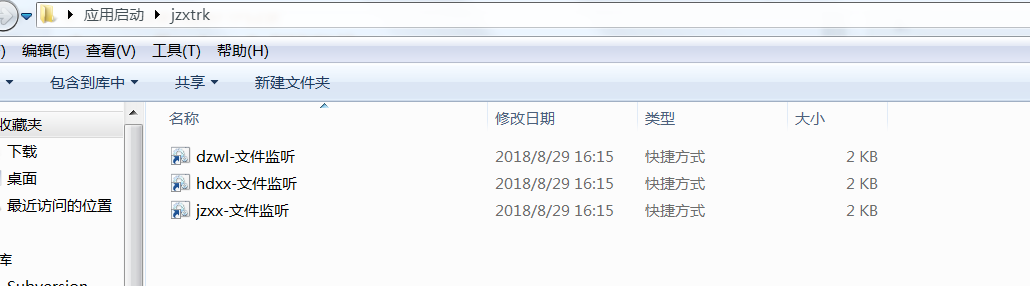 应用启动 jzxtrk
) 编辑(E) 查看(V) 工具(T) 帮助(H)
包含到库中 共享 新建文件夹
收藏夹 名称 修改日期 类型 大小
下载
dzwl-文件监听 2018/8/29 16:15 快捷方式 2 KB
桌面
hdxx-文件监听 2018/8/29 16:15 快捷方式 2 KB
最近访问的位置
jzxx-文件监听 2018/8/29 16:15 快捷方式 2 KB
库
Subversion